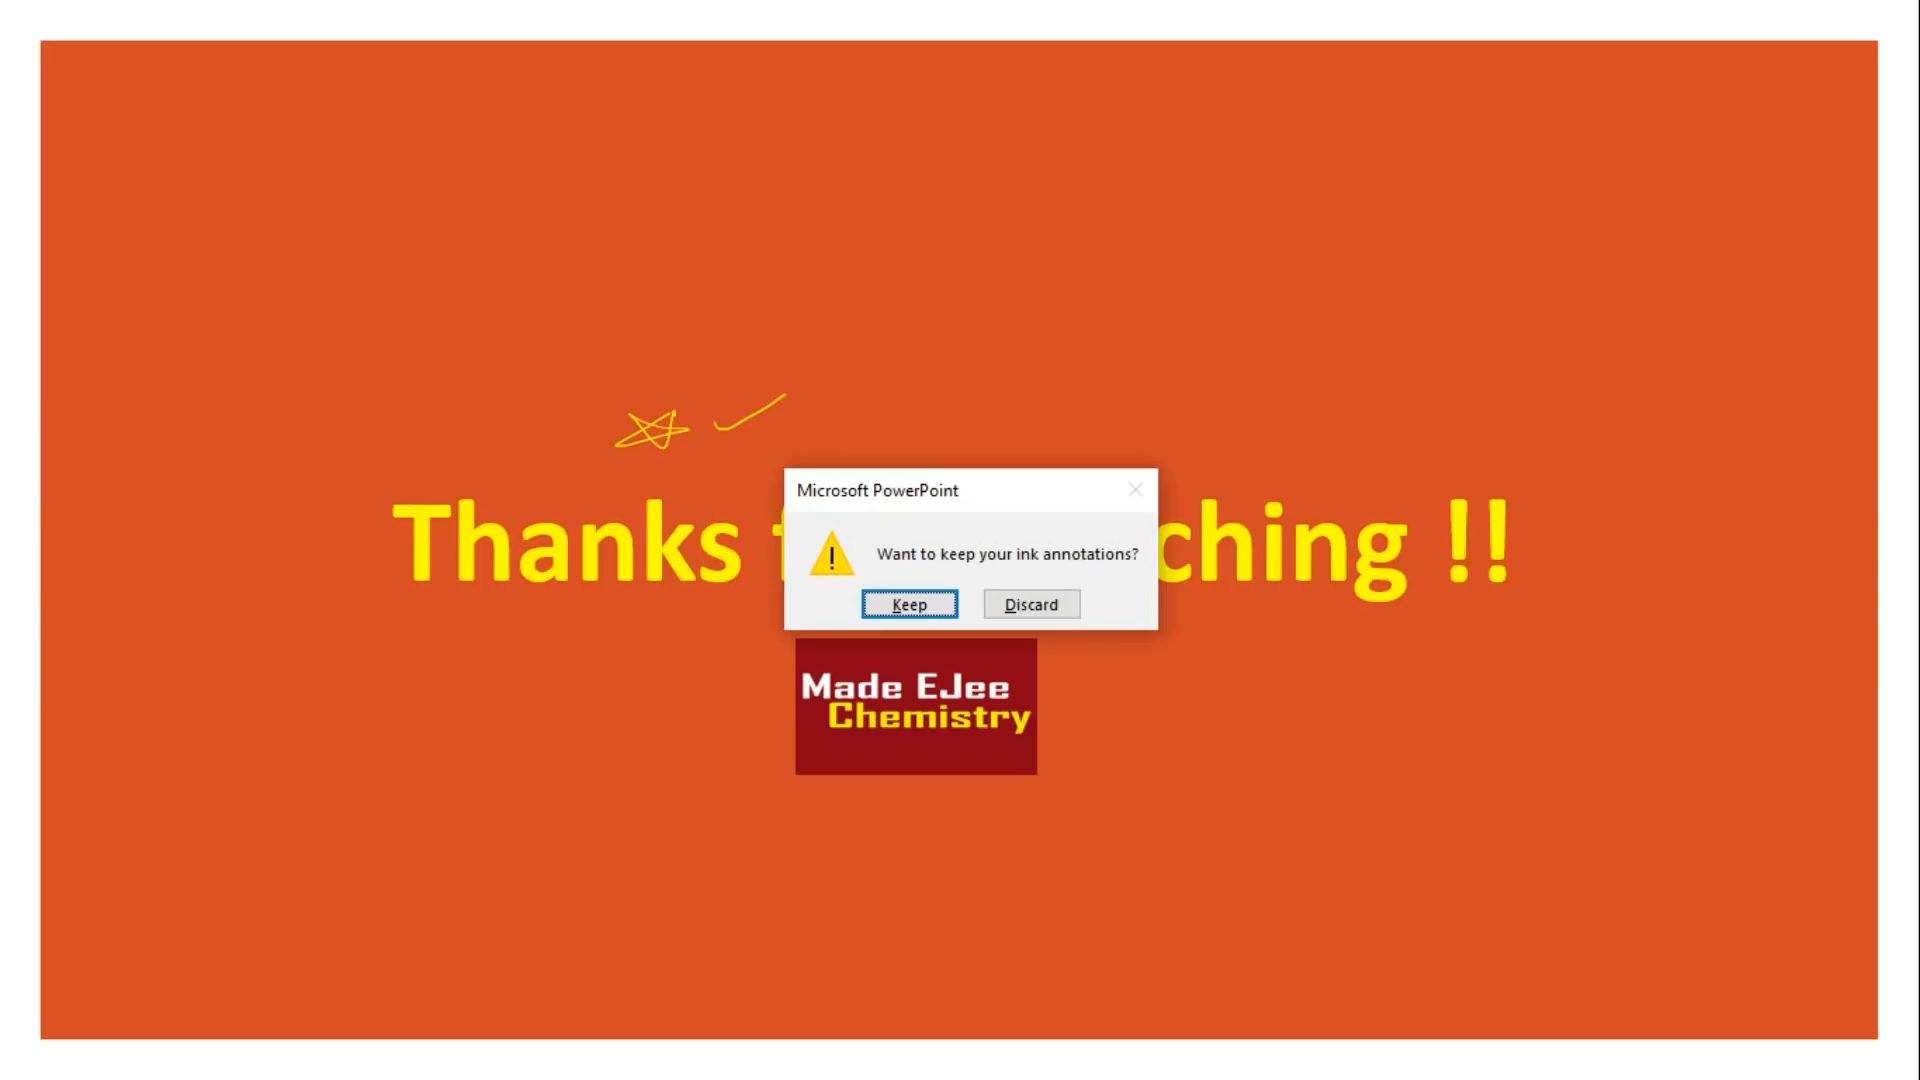 Microsoft PowerPoint
Want to keep your ink annotations?
Keep Discard
Thanks ching !!
Made EJee
Chemistry